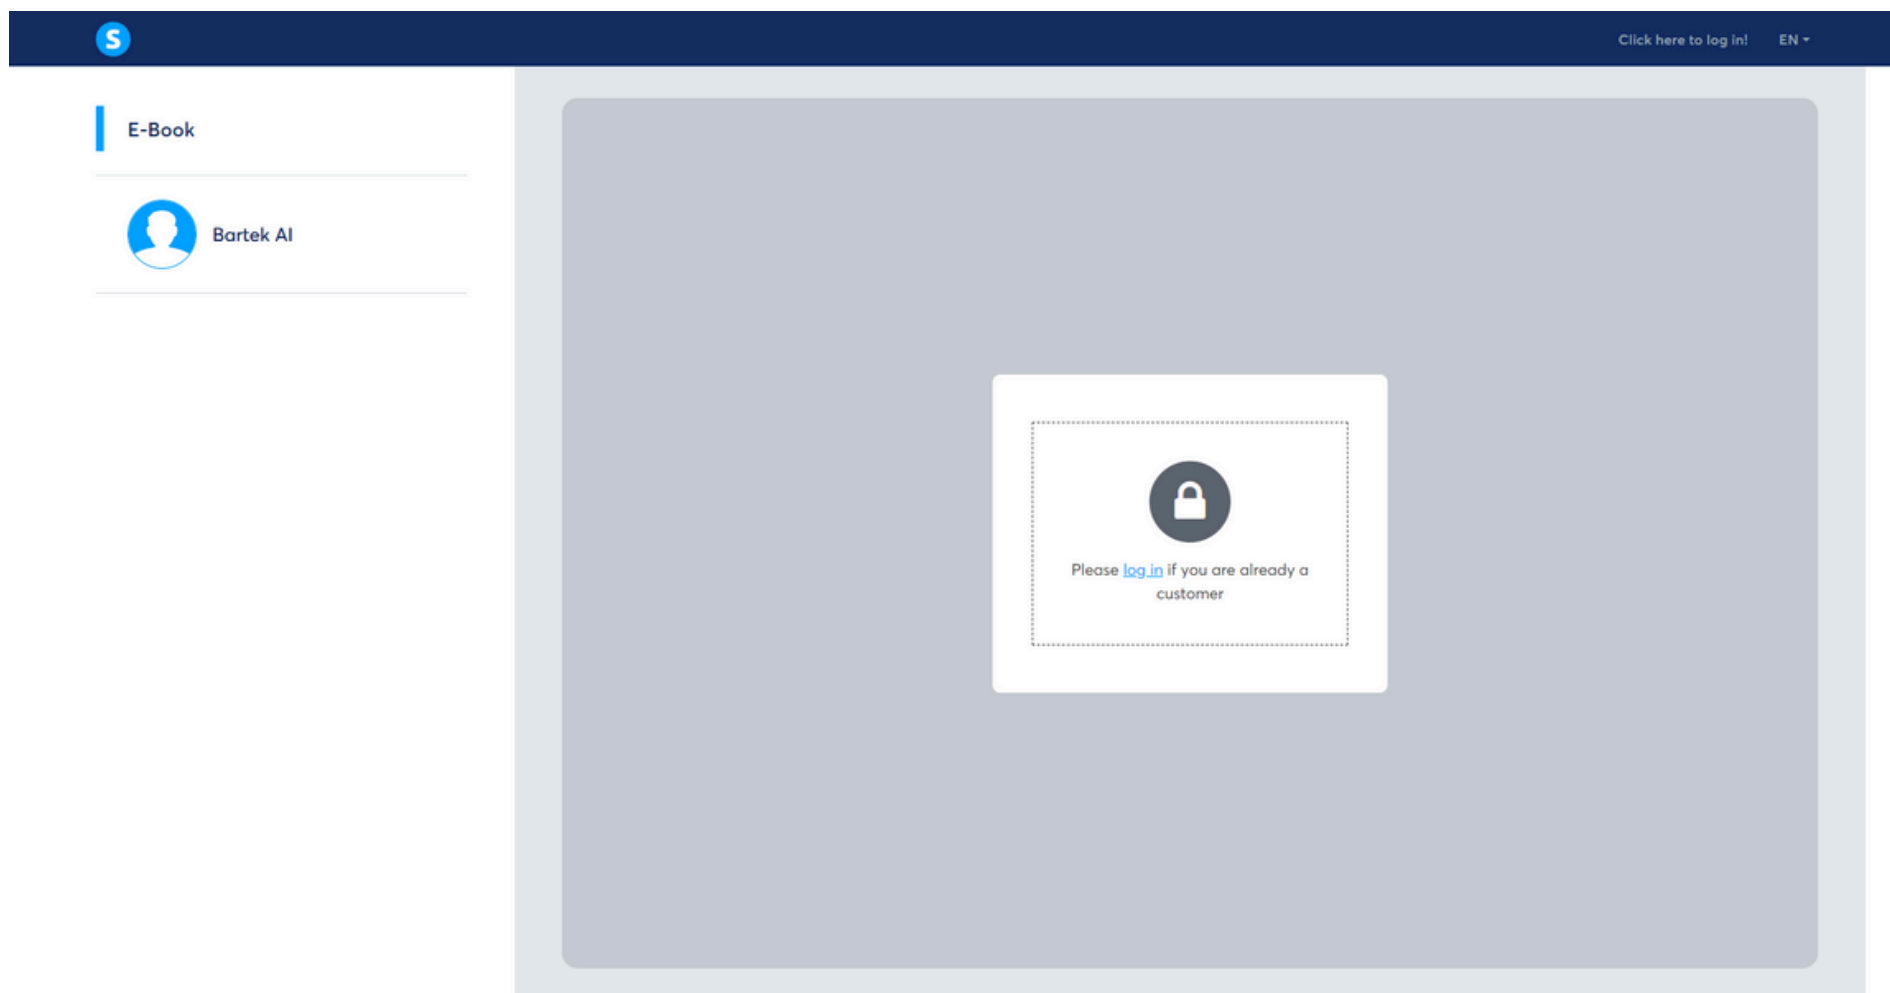 S
Click here to log in!
EN
E-Book
Bartek AI
Please log in if you are already a
customer